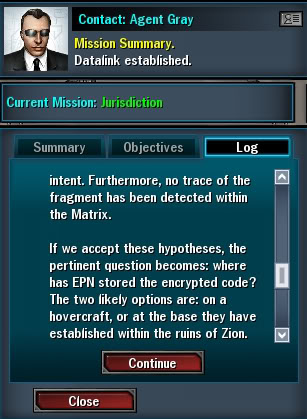 Contact: Agent Gray
Mission Summary.
Datalink established.
Current Mission: Jurisdiction
Summary
Objectives
Log
intent. Furthermore, no trace of the
fragment has been detected within
the Matrix.
If we accept these hypotheses, the
pertinent question becomes: where
has EPN stored the encrypted code?
The two likely options are: on a
hovercraft, or at the base they have
established within the ruins of Zion.
Continue
Close